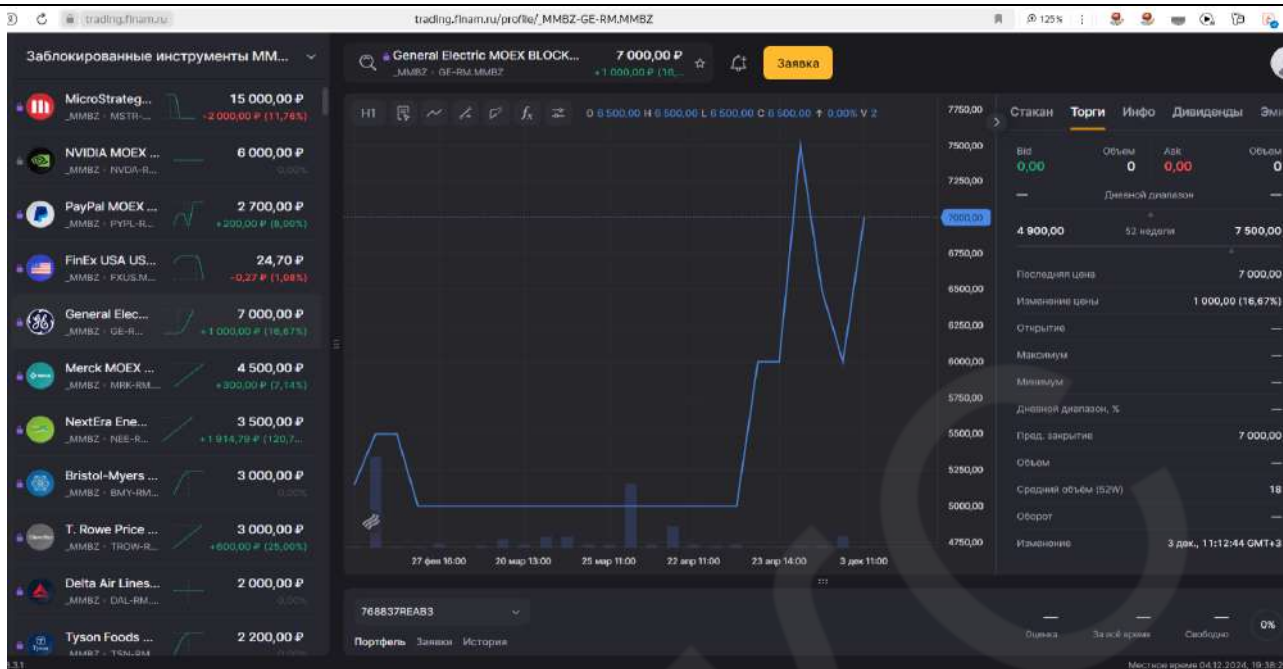 trading.finam.ru
trading.finam.ru/profile/_MMBZ-GE-RM.MMBZ
125%
Заблокированные инструменты MM...
MicroStrateg...
15 000,00 ₽
_MMBZ · MSTR-...
-2 000,00 ₽ (11,76%)
NVIDIA MOEX ...
6 000,00 ₽
_MMBZ · NVDA-R...
0,00%
PayPal MOEX ...
2 700,00 ₽
_MMBZ · PYPL-R...
+200,00 ₽ (8,00%)
FinEx USA US...
24,70 ₽
_MMBZ · FXUS.M...
-0,27 ₽ (1,08%)
General Elec...
7 000,00 ₽
_MMBZ · GE-R...
+1 000,00 ₽ (16,67%)
Merck MOEX ...
4 500,00 ₽
_MMBZ · MRK-RM....
+300,00 ₽ (7,14%)
NextEra Ene...
3 500,00 ₽
_MMBZ · NEE-R...
+1 914,79 ₽ (120,7...
Bristol-Myers ...
3 000,00 ₽
_MMBZ · BMY-RM...
0,00%
T. Rowe Price ...
3 000,00 ₽
_MMBZ · TROW-R...
+600,00 ₽ (25,00%)
Delta Air Lines...
2 000,00 ₽
_MMBZ · DAL-RM....
0,00%
Tyson Foods ...
2 200,00 ₽
_MMBZ · TSN-RM
General Electric MOEX BLOCK...
7 000,00 ₽
_MMBZ · GE-RM.MMBZ
+1 000,00 ₽ (16,...
Заявка
H1
O 6 500,00 H 6 500,00 L 6 500,00 C 6 500,00 ↑ 0,00% V 2
7750,00
7500,00
7250,00
7000,00
6750,00
6500,00
6250,00
6000,00
5750,00
5500,00
5250,00
5000,00
4750,00
27 фев 16:00 20 мар 13:00 25 мар 11:00 22 апр 11:00 23 апр 14:00 3 дек 11:00
768837REAB3
Портфель Заявки История
Стакан Торги Инфо Дивиденды Эми
Bid Объем Ask Объем
0,00 0 0,00 0
— Дневной диапазон —
4 900,00 52 недели 7 500,00
Последняя цена 7 000,00
Изменение цены 1 000,00 (16,67%)
Открытие —
Максимум —
Минимум —
Дневной диапазон, % —
Пред. закрытие 7 000,00
Объем —
Средний объём (52W) 18
Оборот —
Изменение 3 дек., 11:12:44 GMT+3
— — — 0%
Оценка За всё время Свободно
3.1
Местное время 04.12.2024, 19:36:2